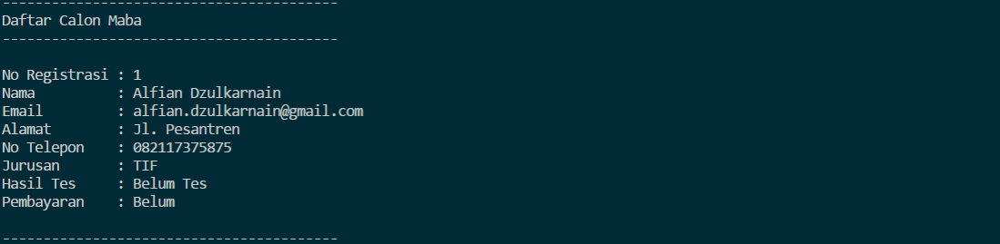 -----------------------------------------
Daftar Calon Maba
-----------------------------------------
No Registrasi : 1
Nama          : Alfian Dzulkarnain
Email         : alfian.dzulkarnain@gmail.com
Alamat        : Jl. Pesantren
No Telepon    : 082117375875
Jurusan       : TIF
Hasil Tes     : Belum Tes
Pembayaran    : Belum
-----------------------------------------